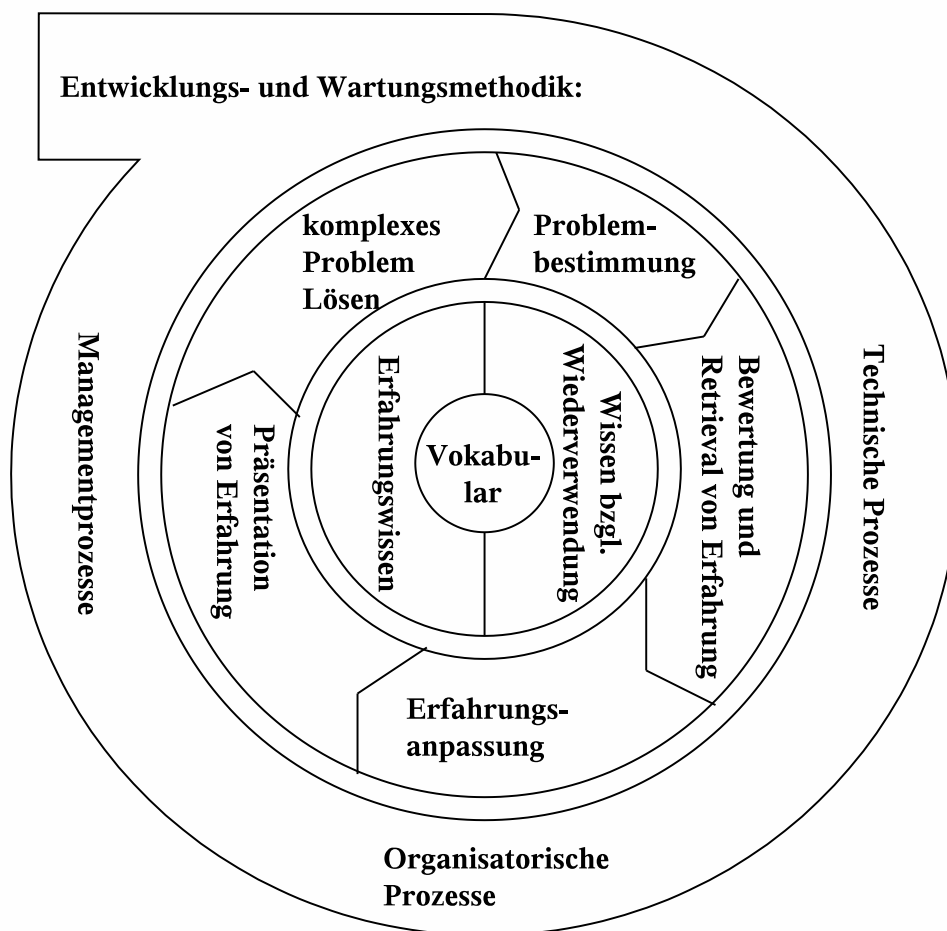 Entwicklungs- und Wartungsmethodik:
komplexes
Problem
Lösen
Problem-
bestimmung
Bewertung und
Retrieval von Erfahrung
Erfahrungs-
anpassung
Präsentation
von Erfahrung
Erfahrungswissen
Vokabu-
lar
Wissen bzgl.
Wiederverwendung
Managementprozesse
Technische Prozesse
Organisatorische
Prozesse